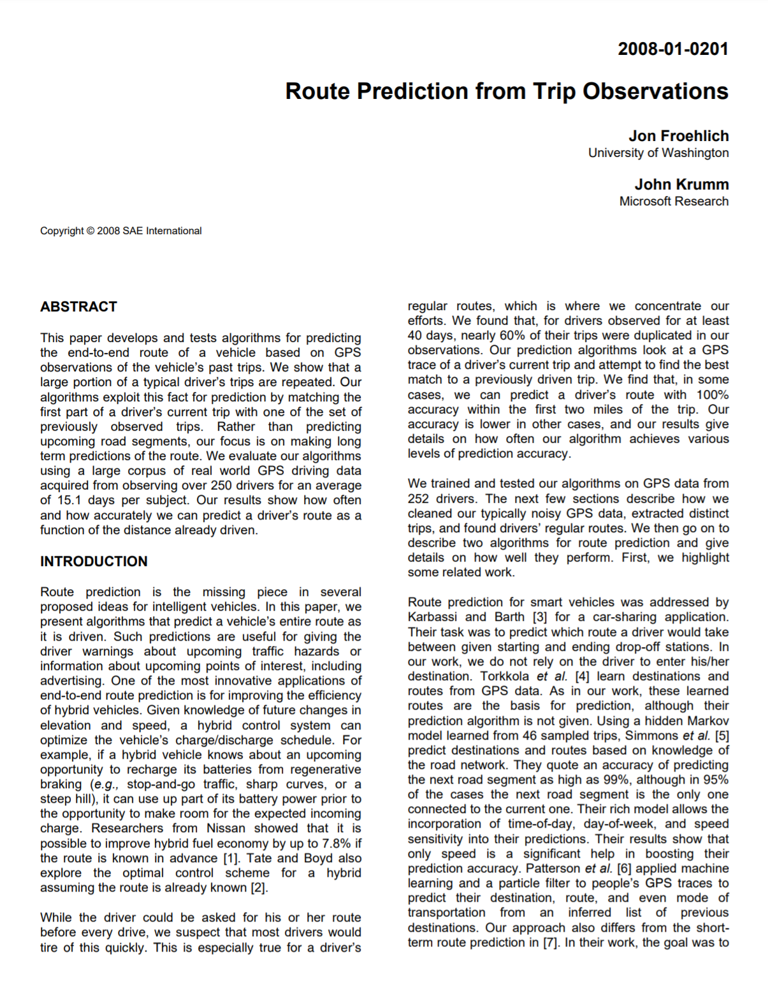 2008-01-0201
Route Prediction from Trip Observations
Jon Froehlich
University of Washington
John Krumm
Microsoft Research
Copyright © 2008 SAE International
ABSTRACT
This paper develops and tests algorithms for predicting
the end-to-end route of a vehicle based on GPS
observations of the vehicle’s past trips. We show that a
large portion of a typical driver’s trips are repeated. Our
algorithms exploit this fact for prediction by matching the
first part of a driver’s current trip with one of the set of
previously observed trips. Rather than predicting
upcoming road segments, our focus is on making long
term predictions of the route. We evaluate our algorithms
using a large corpus of real world GPS driving data
acquired from observing over 250 drivers for an average
of 15.1 days per subject. Our results show how often
and how accurately we can predict a driver’s route as a
function of the distance already driven.
INTRODUCTION
Route prediction is the missing piece in several
proposed ideas for intelligent vehicles. In this paper, we
present algorithms that predict a vehicle’s entire route as
it is driven. Such predictions are useful for giving the
driver warnings about upcoming traffic hazards or
information about upcoming points of interest, including
advertising. One of the most innovative applications of
end-to-end route prediction is for improving the efficiency
of hybrid vehicles. Given knowledge of future changes in
elevation and speed, a hybrid control system can
optimize the vehicle’s charge/discharge schedule. For
example, if a hybrid vehicle knows about an upcoming
opportunity to recharge its batteries from regenerative
braking (e.g., stop-and-go traffic, sharp curves, or a
steep hill), it can use up part of its battery power prior to
the opportunity to make room for the expected incoming
charge. Researchers from Nissan showed that it is
possible to improve hybrid fuel economy by up to 7.8% if
the route is known in advance [1]. Tate and Boyd also
explore the optimal control scheme for a hybrid
assuming the route is already known [2].
While the driver could be asked for his or her route
before every drive, we suspect that most drivers would
tire of this quickly. This is especially true for a driver’s
regular routes, which is where we concentrate our
efforts. We found that, for drivers observed for at least
40 days, nearly 60% of their trips were duplicated in our
observations. Our prediction algorithms look at a GPS
trace of a driver’s current trip and attempt to find the best
match to a previously driven trip. We find that, in some
cases, we can predict a driver’s route with 100%
accuracy within the first two miles of the trip. Our
accuracy is lower in other cases, and our results give
details on how often our algorithm achieves various
levels of prediction accuracy.
We trained and tested our algorithms on GPS data from
252 drivers. The next few sections describe how we
cleaned our typically noisy GPS data, extracted distinct
trips, and found drivers’ regular routes. We then go on to
describe two algorithms for route prediction and give
details on how well they perform. First, we highlight
some related work.
Route prediction for smart vehicles was addressed by
Karbassi and Barth [3] for a car-sharing application.
Their task was to predict which route a driver would take
between given starting and ending drop-off stations. In
our work, we do not rely on the driver to enter his/her
destination. Torkkola et al. [4] learn destinations and
routes from GPS data. As in our work, these learned
routes are the basis for prediction, although their
prediction algorithm is not given. Using a hidden Markov
model learned from 46 sampled trips, Simmons et al. [5]
predict destinations and routes based on knowledge of
the road network. They quote an accuracy of predicting
the next road segment as high as 99%, although in 95%
of the cases the next road segment is the only one
connected to the current one. Their rich model allows the
incorporation of time-of-day, day-of-week, and speed
sensitivity into their predictions. Their results show that
only speed is a significant help in boosting their
prediction accuracy. Patterson et al. [6] applied machine
learning and a particle filter to people’s GPS traces to
predict their destination, route, and even mode of
transportation from an inferred list of previous
destinations. Our approach also differs from the short-
term route prediction in [7]. In their work, the goal was to